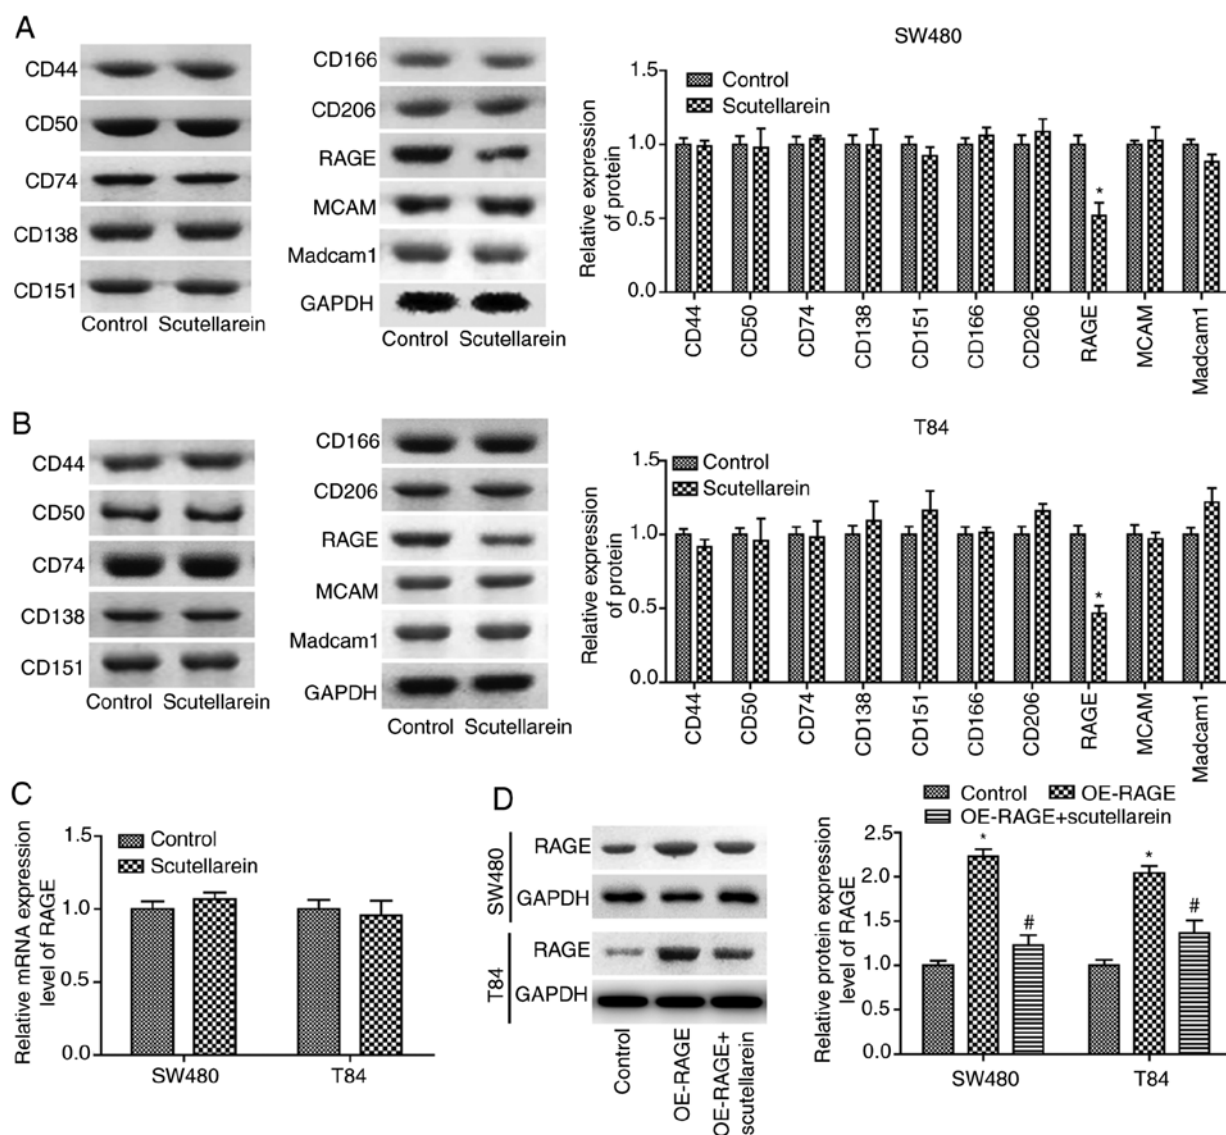 A
CD44
CD50
CD74
CD138
CD151
Control Scutellarein
CD166
CD206
RAGE
MCAM
Madcam1
GAPDH
Control Scutellarein
SW480
Control
Scutellarein
Relative expression
of protein
1.5
1.0
0.5
0.0
CD44
CD50
CD74
CD138
CD151
CD166
CD206
RAGE
MCAM
Madcam1
*
B
CD44
CD50
CD74
CD138
CD151
Control Scutellarein
CD166
CD206
RAGE
MCAM
Madcam1
GAPDH
Control Scutellarein
T84
Control
Scutellarein
Relative expression
of protein
1.5
1.0
0.5
0.0
CD44
CD50
CD74
CD138
CD151
CD166
CD206
RAGE
MCAM
Madcam1
*
C
Relative mRNA expression
level of RAGE
1.5
1.0
0.5
0.0
Control
Scutellarein
SW480
T84
D
SW480
RAGE
GAPDH
T84
RAGE
GAPDH
Control
OE-RAGE
OE-RAGE+
scutellarein
Control OE-RAGE
OE-RAGE+scutellarein
Relative protein expression
level of RAGE
2.5
2.0
1.5
1.0
0.5
0.0
*
#
*
#
SW480
T84